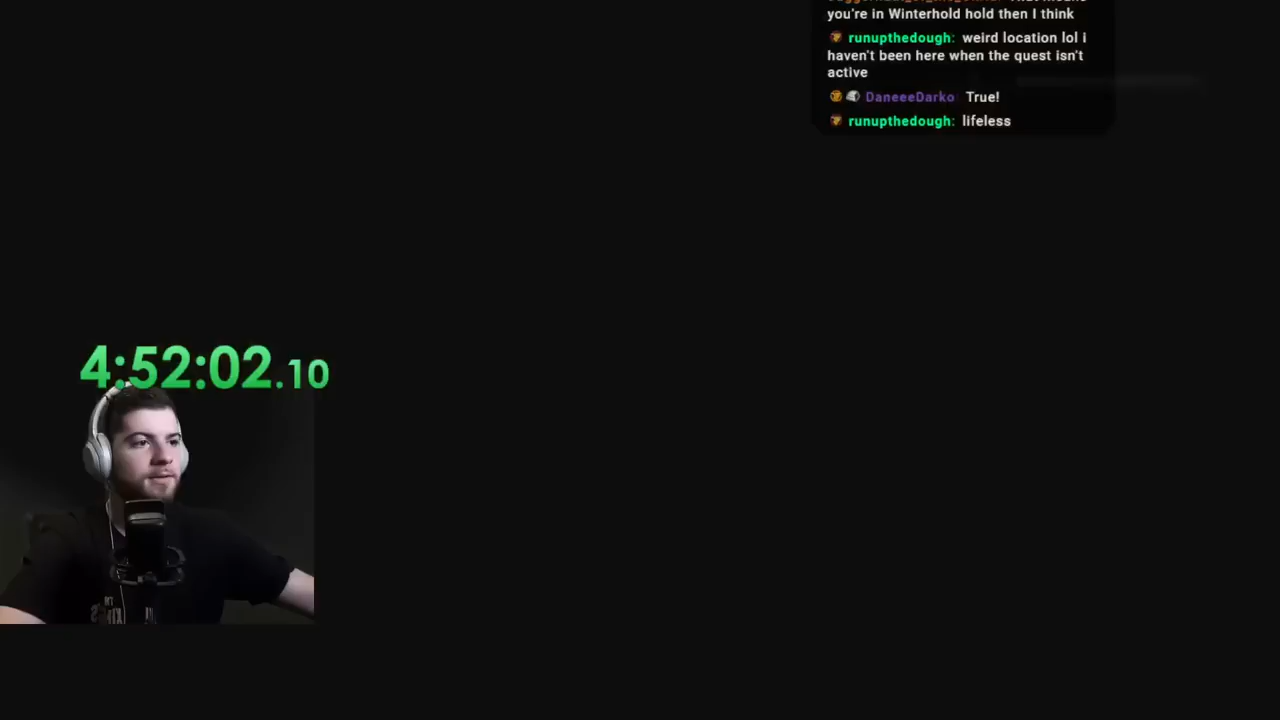 you're in Winterhold hold then I think
runupthedough: weird location lol i
haven't been here when the quest isn't
active
DaneeeDarko: True!
runupthedough: lifeless
4:52:02.10